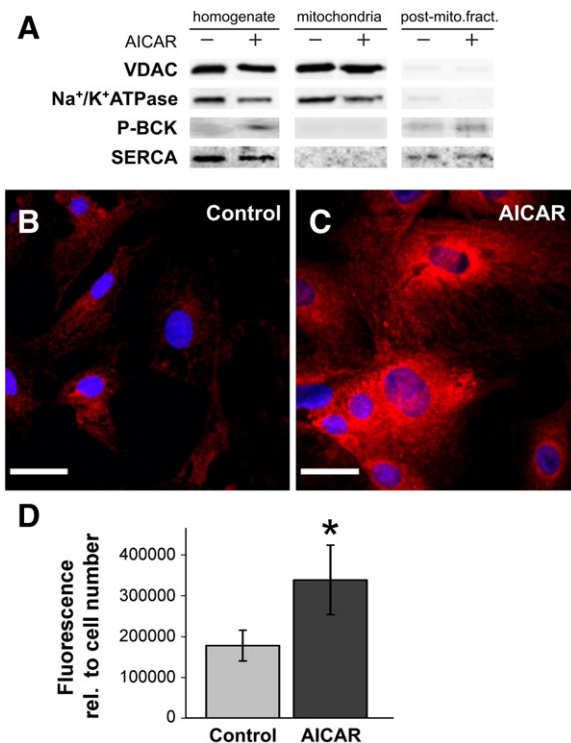 A
homogenate mitochondria post-mito.fract.
AICAR − + − + − +
VDAC
Na⁺/K⁺ATPase
P-BCK
SERCA
B Control
C AICAR
D
Fluorescence
rel. to cell number
400000
300000
200000
100000
0
*
Control AICAR